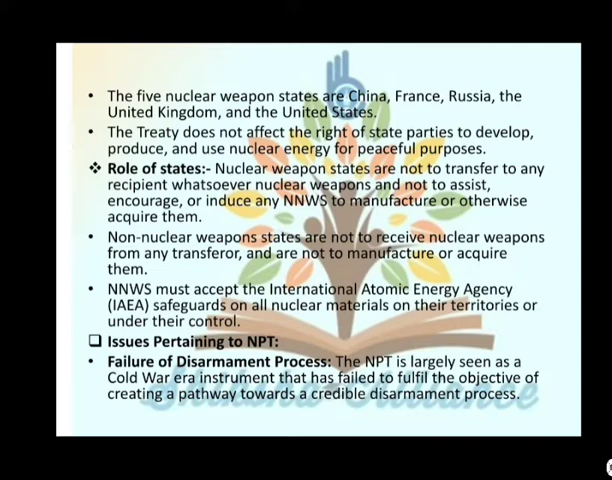 • The five nuclear weapon states are China, France, Russia, the
United Kingdom, and the United States.
• The Treaty does not affect the right of state parties to develop,
produce, and use nuclear energy for peaceful purposes.
❖ Role of states:- Nuclear weapon states are not to transfer to any
recipient whatsoever nuclear weapons and not to assist,
encourage, or induce any NNWS to manufacture or otherwise
acquire them.
• Non-nuclear weapons states are not to receive nuclear weapons
from any transferor, and are not to manufacture or acquire
them.
• NNWS must accept the International Atomic Energy Agency
(IAEA) safeguards on all nuclear materials on their territories or
under their control.
❑ Issues Pertaining to NPT:
• Failure of Disarmament Process: The NPT is largely seen as a
Cold War era instrument that has failed to fulfil the objective of
creating a pathway towards a credible disarmament process.